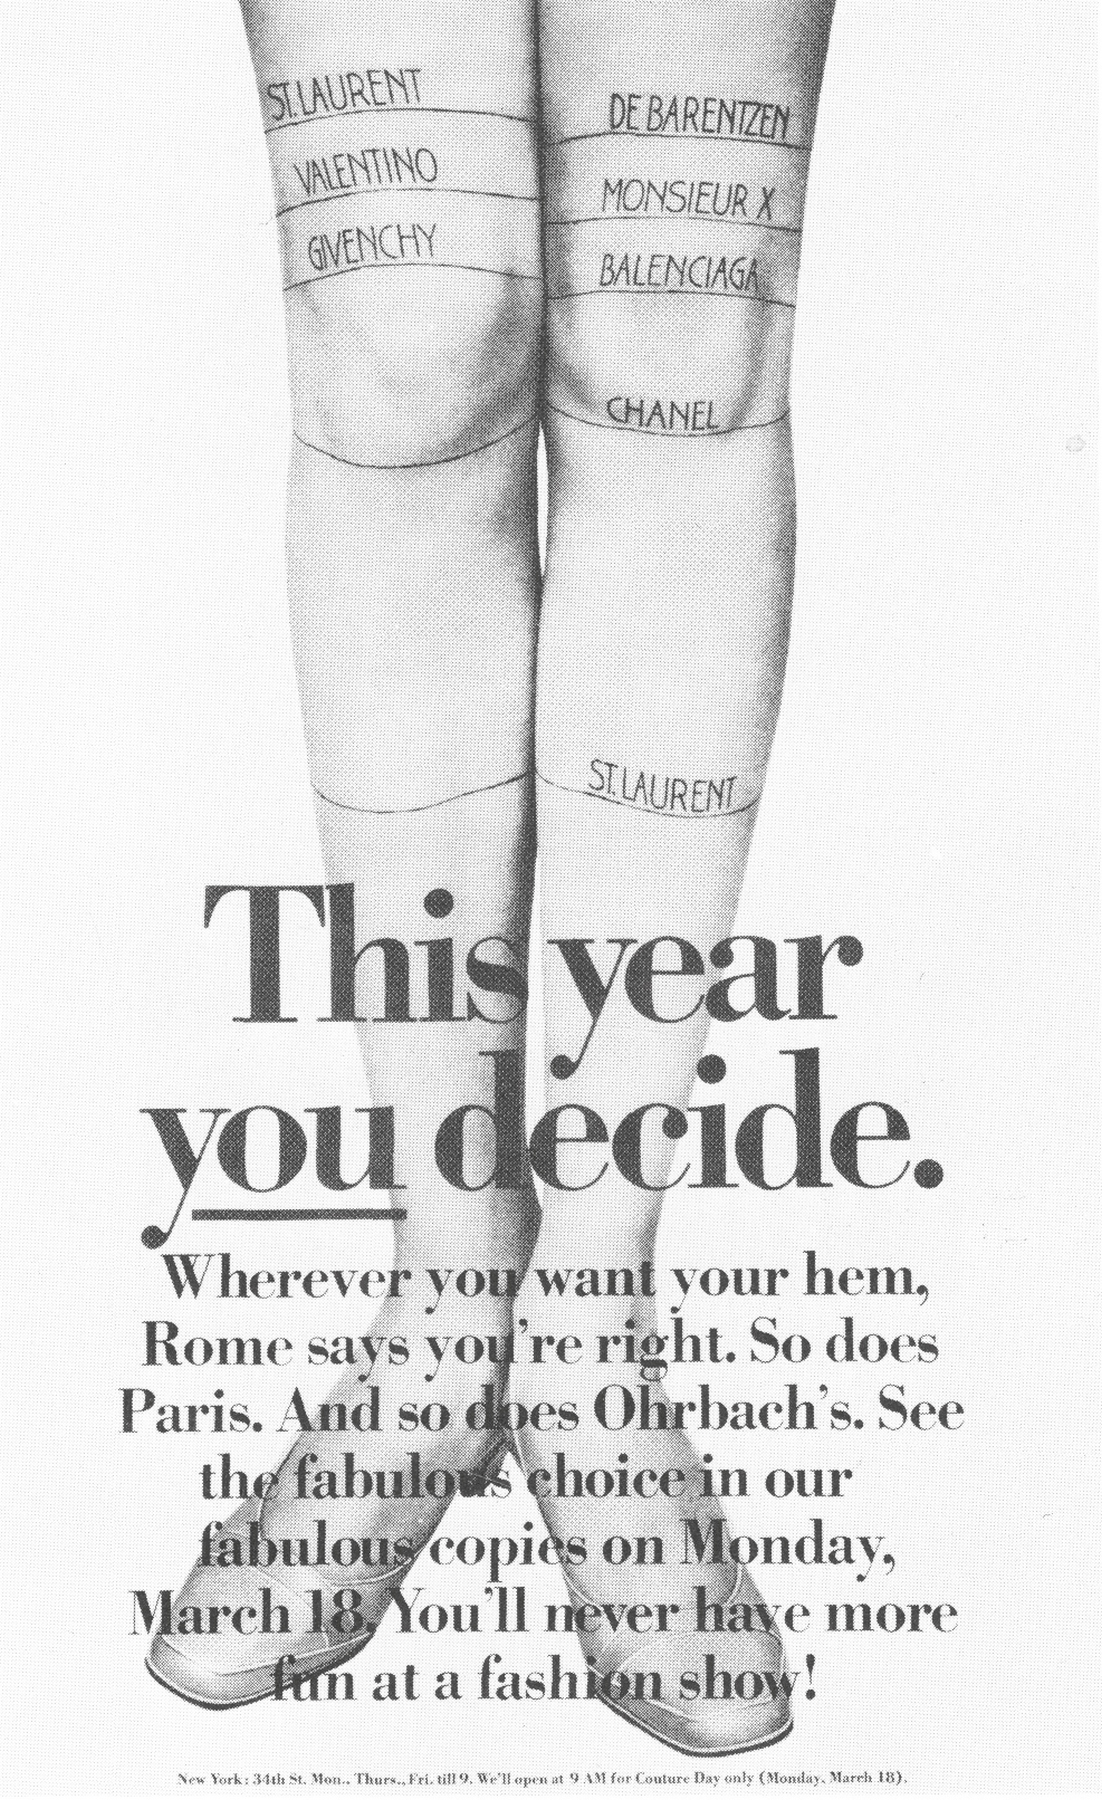 ST. LAURENT
VALENTINO
GIVENCHY
DE BARENTZEN
MONSIEUR X
BALENCIAGA
CHANEL
ST. LAURENT
This year
you decide.
Wherever you want your hem,
Rome says you're right. So does
Paris. And so does Ohrbach's. See
the fabulous choice in our
fabulous copies on Monday,
March 18. You'll never have more
fun at a fashion show!
New York: 34th St. Mon., Thurs., Fri. till 9. We'll open at 9 AM for Couture Day only (Monday, March 18).